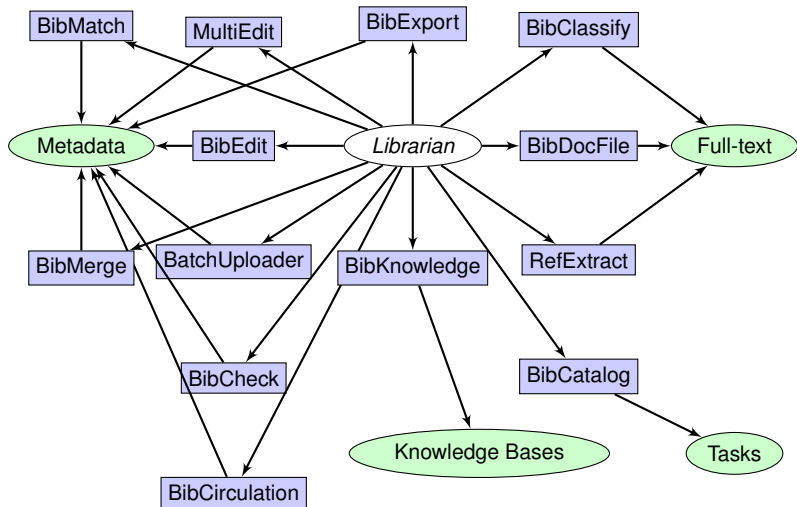 BibMatch
MultiEdit
BibExport
BibClassify
Metadata
BibEdit
Librarian
BibDocFile
Full-text
BibMerge
BatchUploader
BibKnowledge
RefExtract
BibCheck
BibCatalog
Knowledge Bases
Tasks
BibCirculation